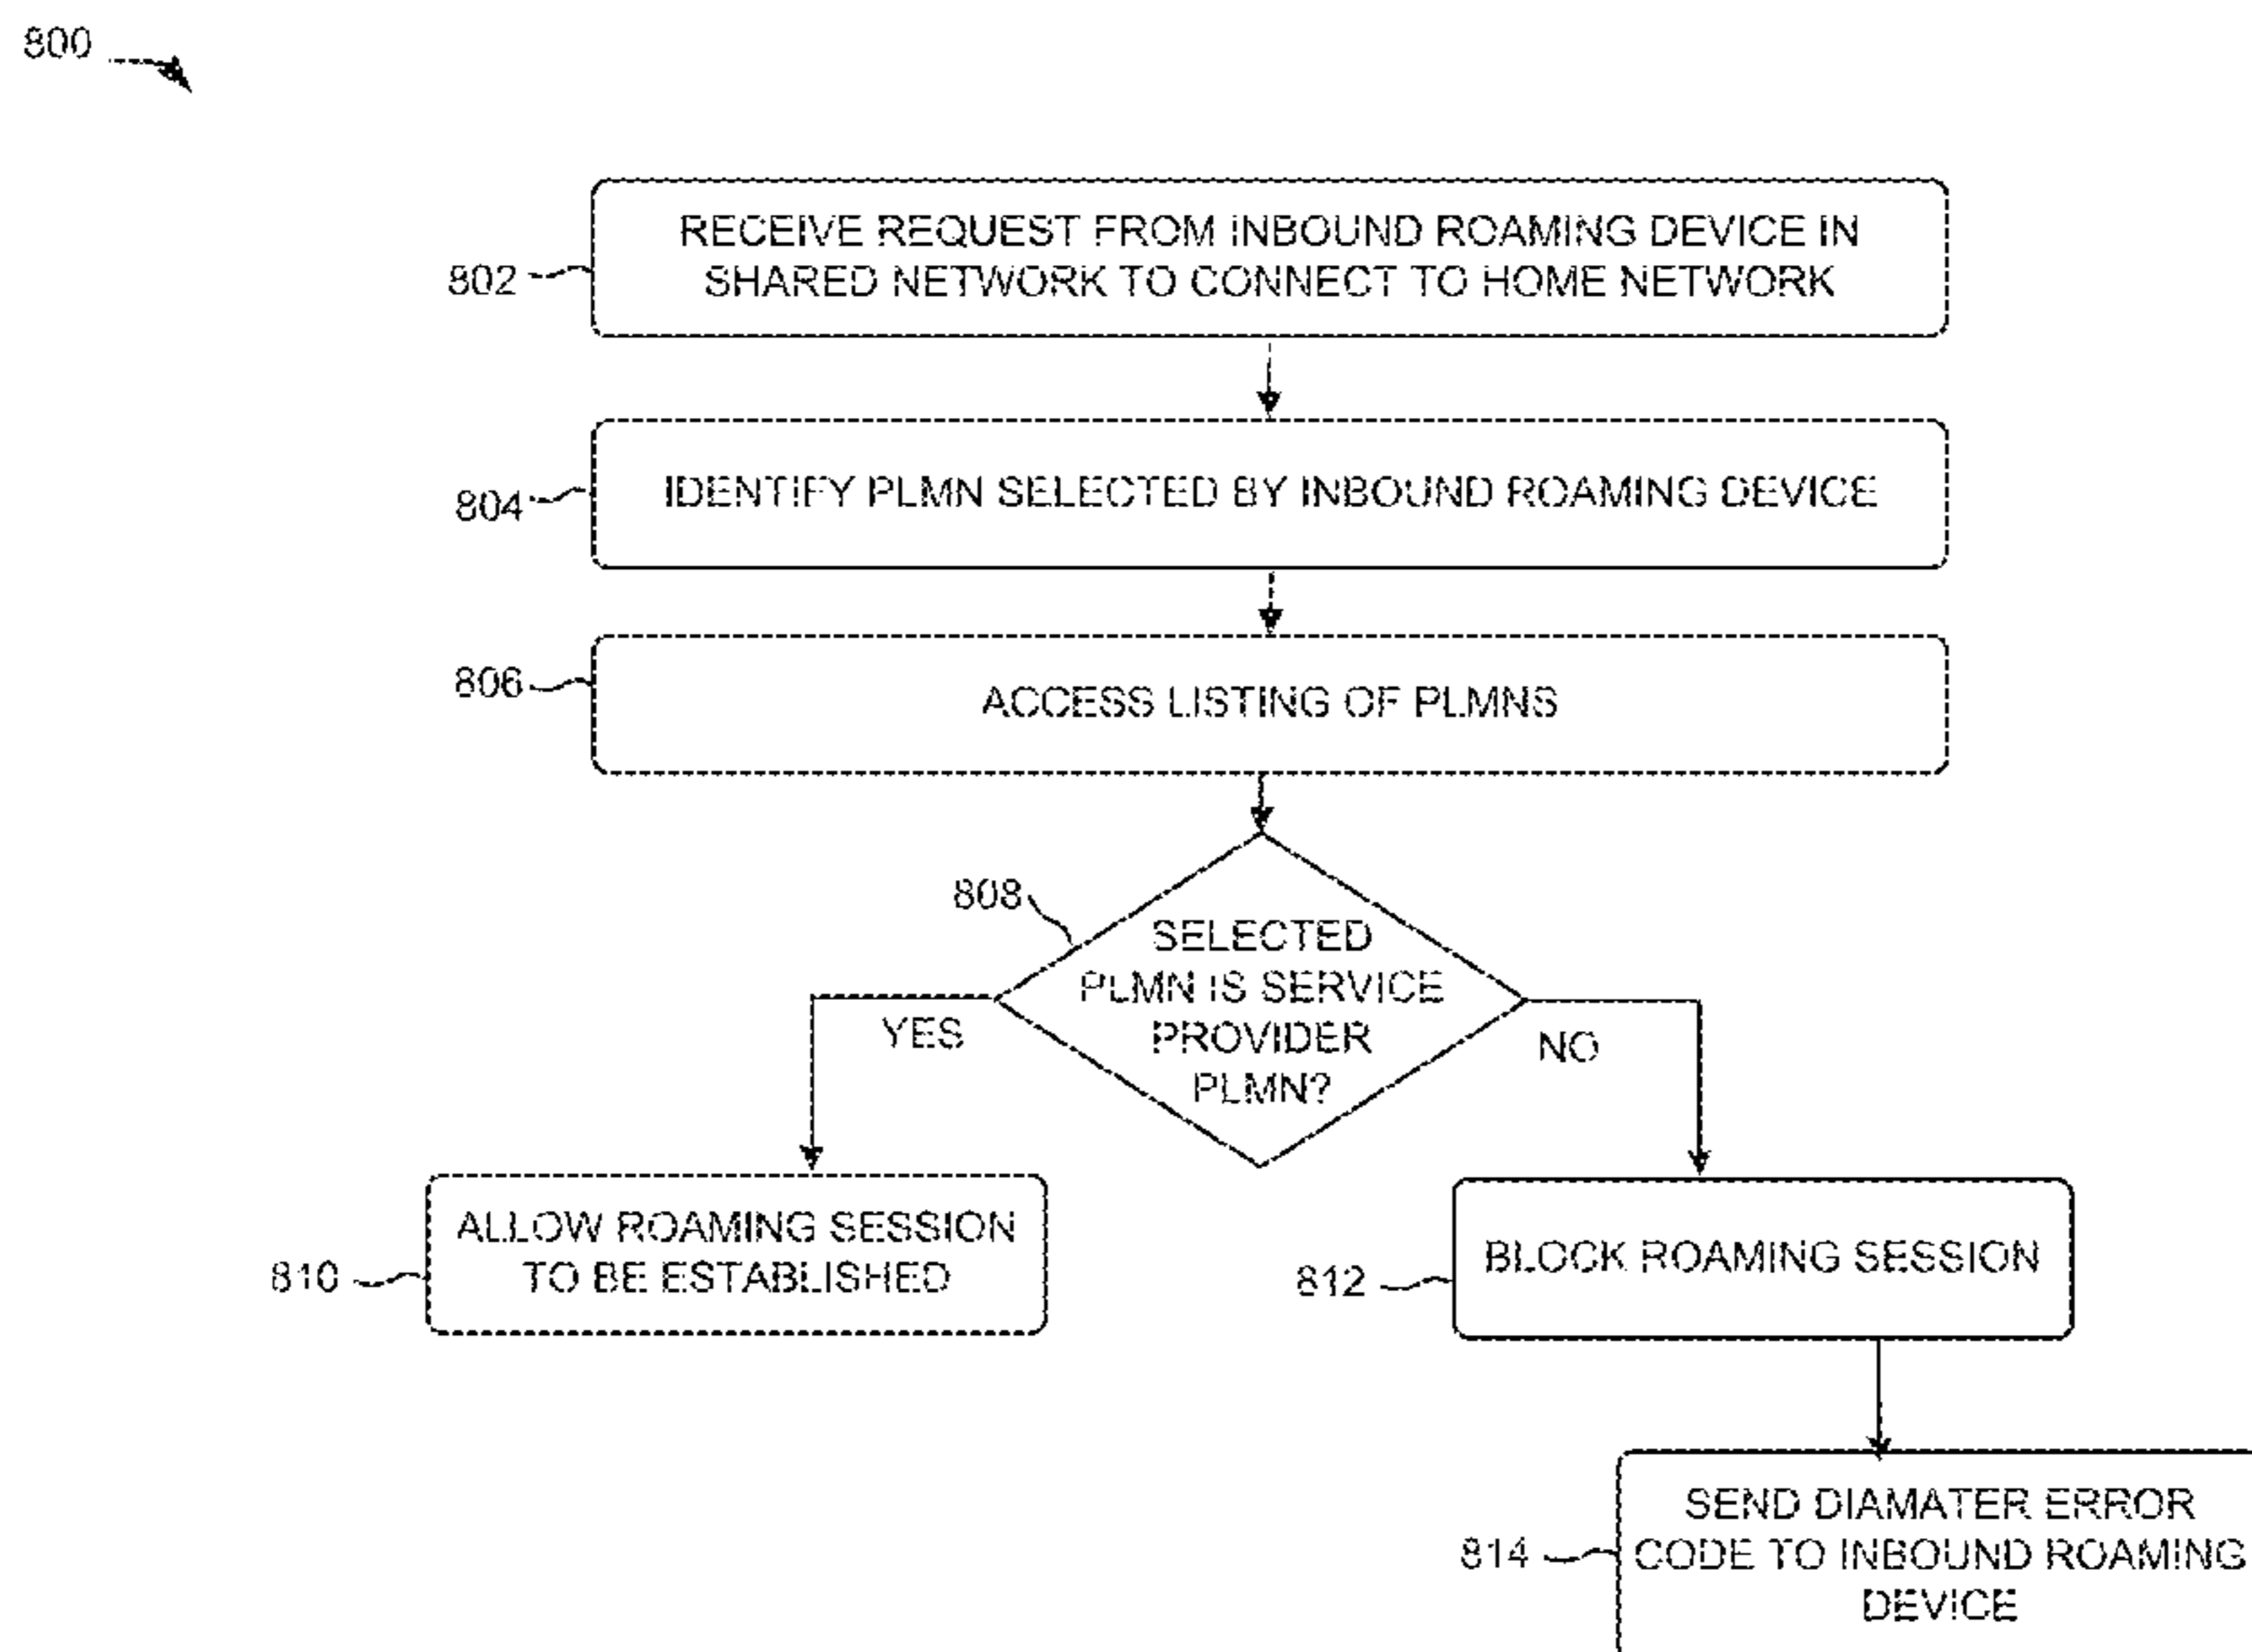 800
RECEIVE REQUEST FROM INBOUND ROAMING DEVICE IN
SHARED NETWORK TO CONNECT TO HOME NETWORK
802
IDENTIFY PLMN SELECTED BY INBOUND ROAMING DEVICE
804
ACCESS LISTING OF PLMNS
806
808
SELECTED
PLMN IS SERVICE
PROVIDER
PLMN?
YES
NO
ALLOW ROAMING SESSION
TO BE ESTABLISHED
810
BLOCK ROAMING SESSION
812
SEND DIAMATER ERROR
CODE TO INBOUND ROAMING
DEVICE
814